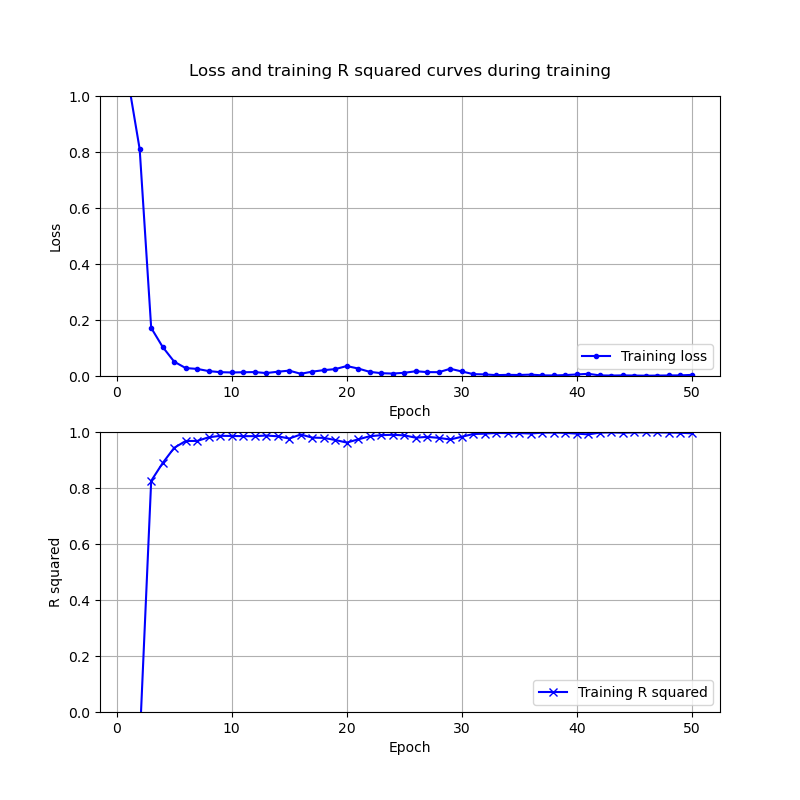 Loss and training R squared curves during training
1.0
0.8
0.6
0.4
0.2
0.0
Loss
Training loss
0 10 20 30 40 50
Epoch
1.0
0.8
0.6
0.4
0.2
0.0
R squared
Training R squared
0 10 20 30 40 50
Epoch